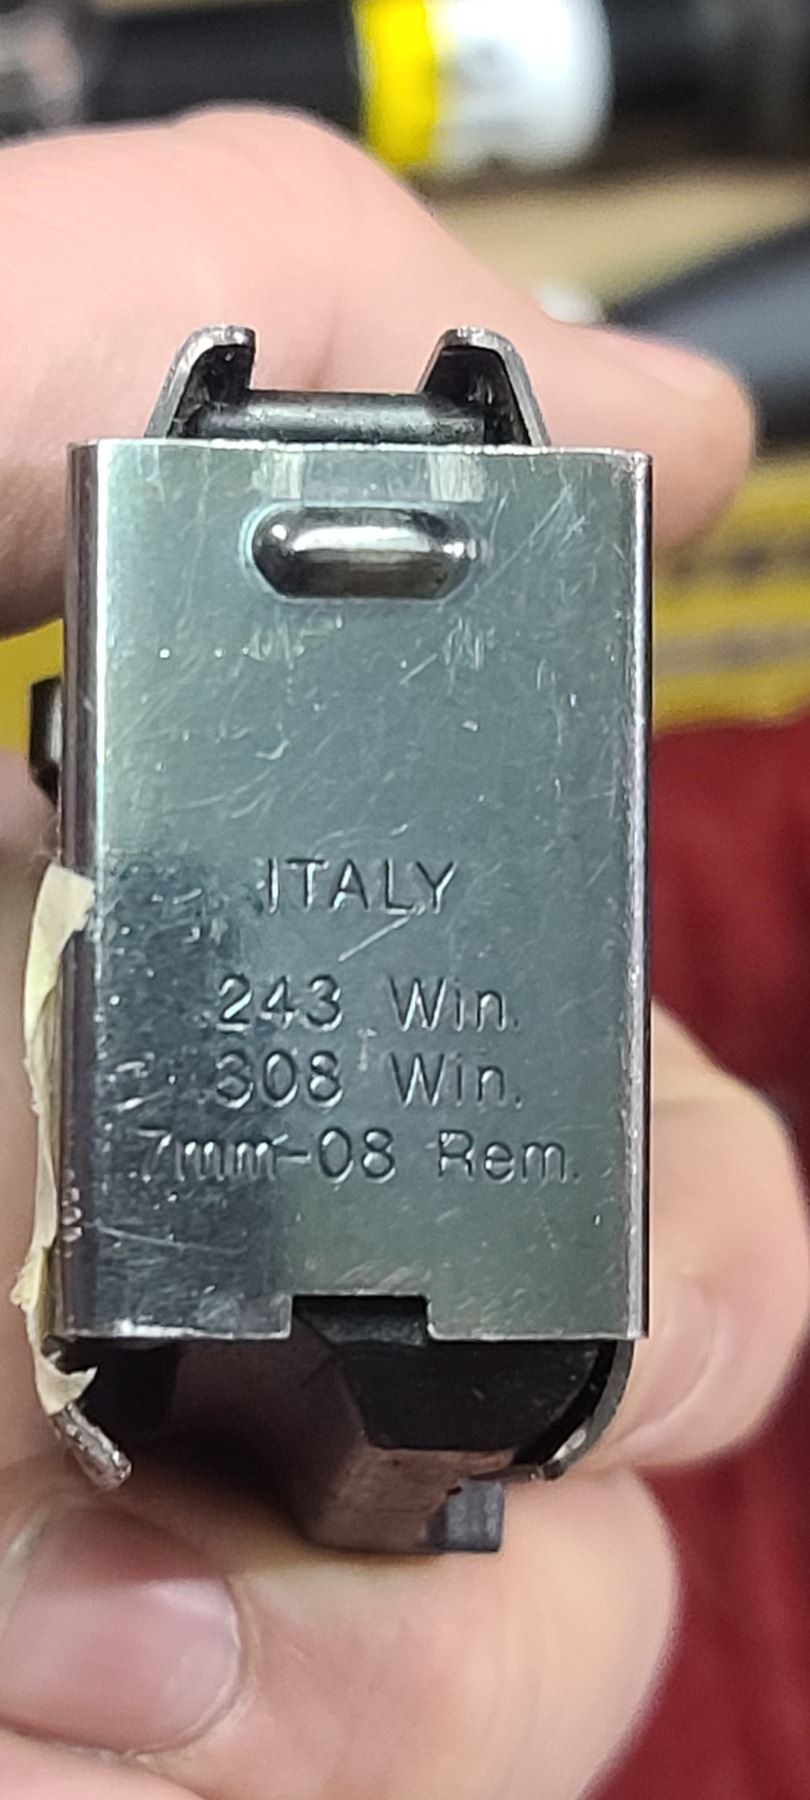 ITALY
243 Win.
308 Win.
7mm-08 Rem.